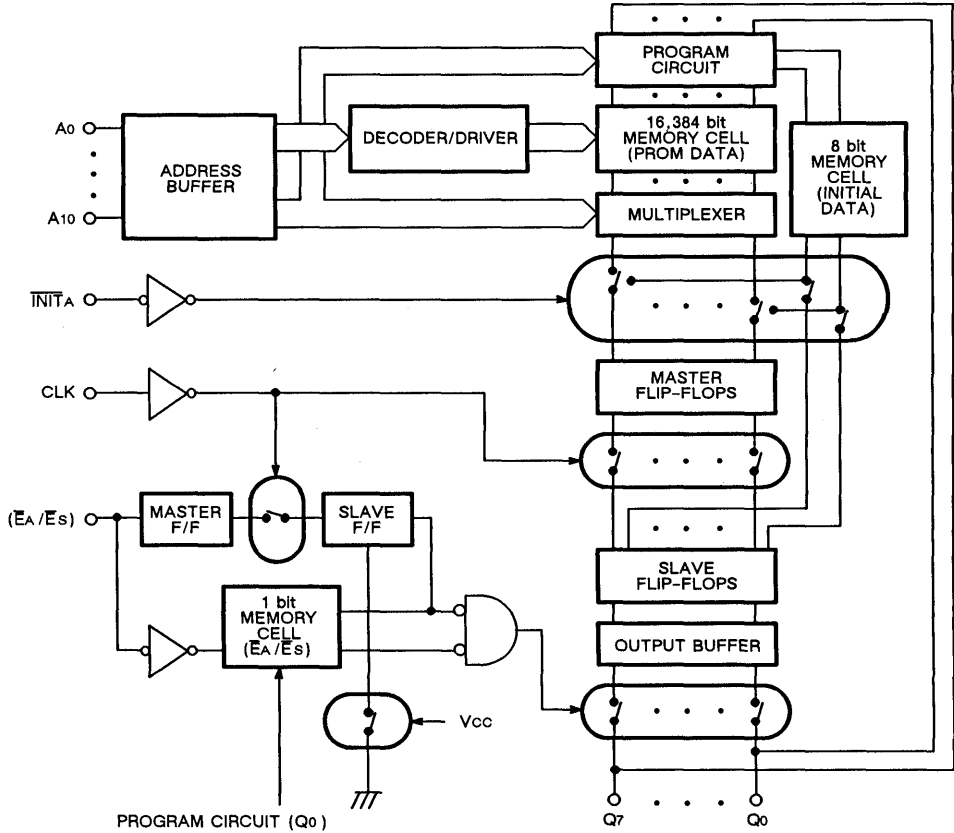 PROGRAM
CIRCUIT
A0
ADDRESS
BUFFER
A10
DECODER/DRIVER
16,384 bit
MEMORY CELL
(PROM DATA)
8 bit
MEMORY
CELL
(INITIAL
DATA)
MULTIPLEXER
INITA
CLK
MASTER
FLIP-FLOPS
(EA/ES)
MASTER
F/F
SLAVE
F/F
SLAVE
FLIP-FLOPS
1 bit
MEMORY
CELL
(EA/ES)
OUTPUT BUFFER
VCC
PROGRAM CIRCUIT (Q0)
Q7
Q0